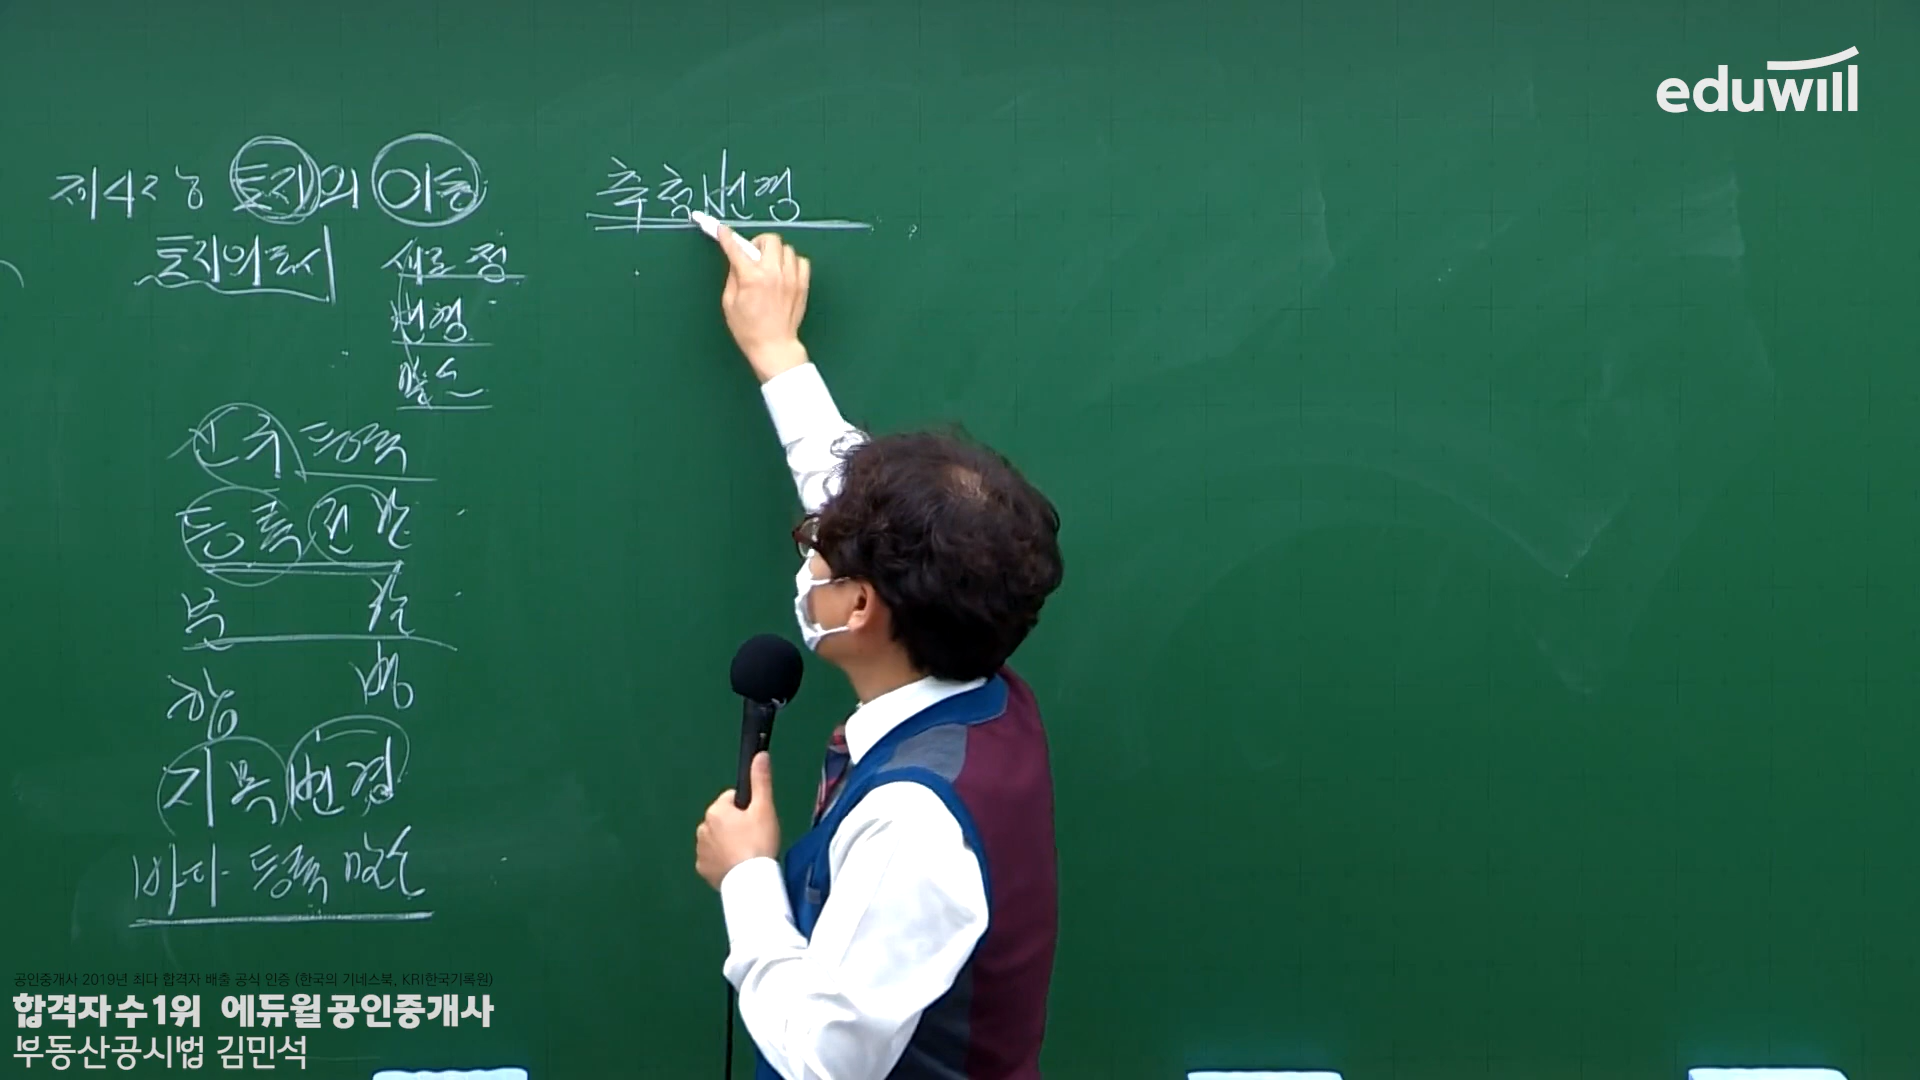 eduwill
제4장 토지의 이동
축척변경
토지의 표시
새로 정
변경
말소
신규 등록
등록전환
분할
합병
지목변경
바다 등록말소
공인중개사 2019년 최다 합격자 배출 공식 인증 (한국의 기네스북, KRI한국기록원)
합격자수1위 에듀윌공인중개사
부동산공시법 김민석